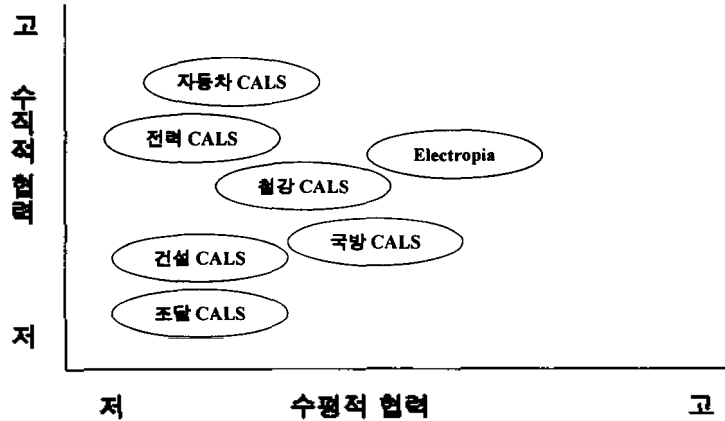 고
수직적 협력
저
자동차 CALS
전력 CALS
Electropia
철강 CALS
국방 CALS
건설 CALS
조달 CALS
저
수평적 협력
고